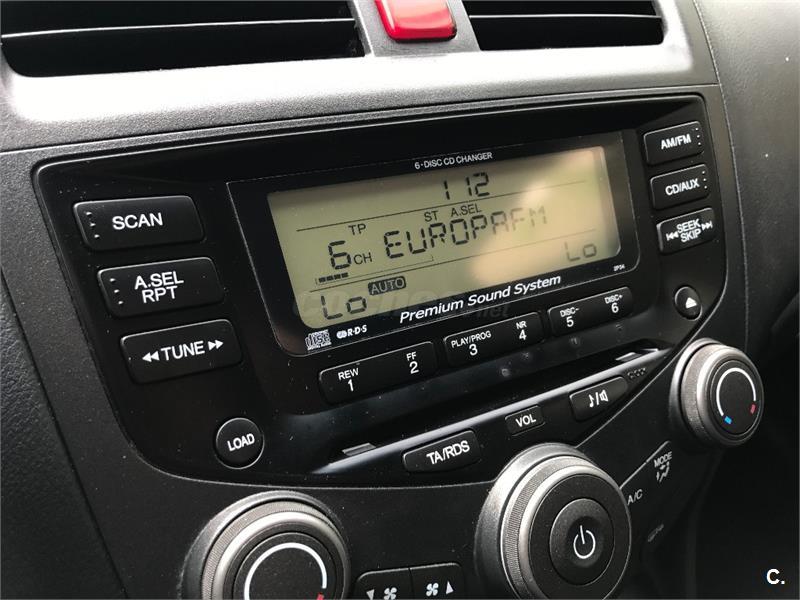 6-DISC CD CHANGER
AM/FM
SCAN
112
CD/AUX
TP ST A.SEL
6CH EUROPAFM
SEEK
SKIP
A.SEL
RPT
Lo AUTO Lo
Premium Sound System
2PS4
disc R·D·S
TUNE
REW
1
FF
2
PLAY/PROG
3
NR
4
DISC-
5
DISC+
6
LOAD
TA/RDS
VOL
MODE
A/C
C.